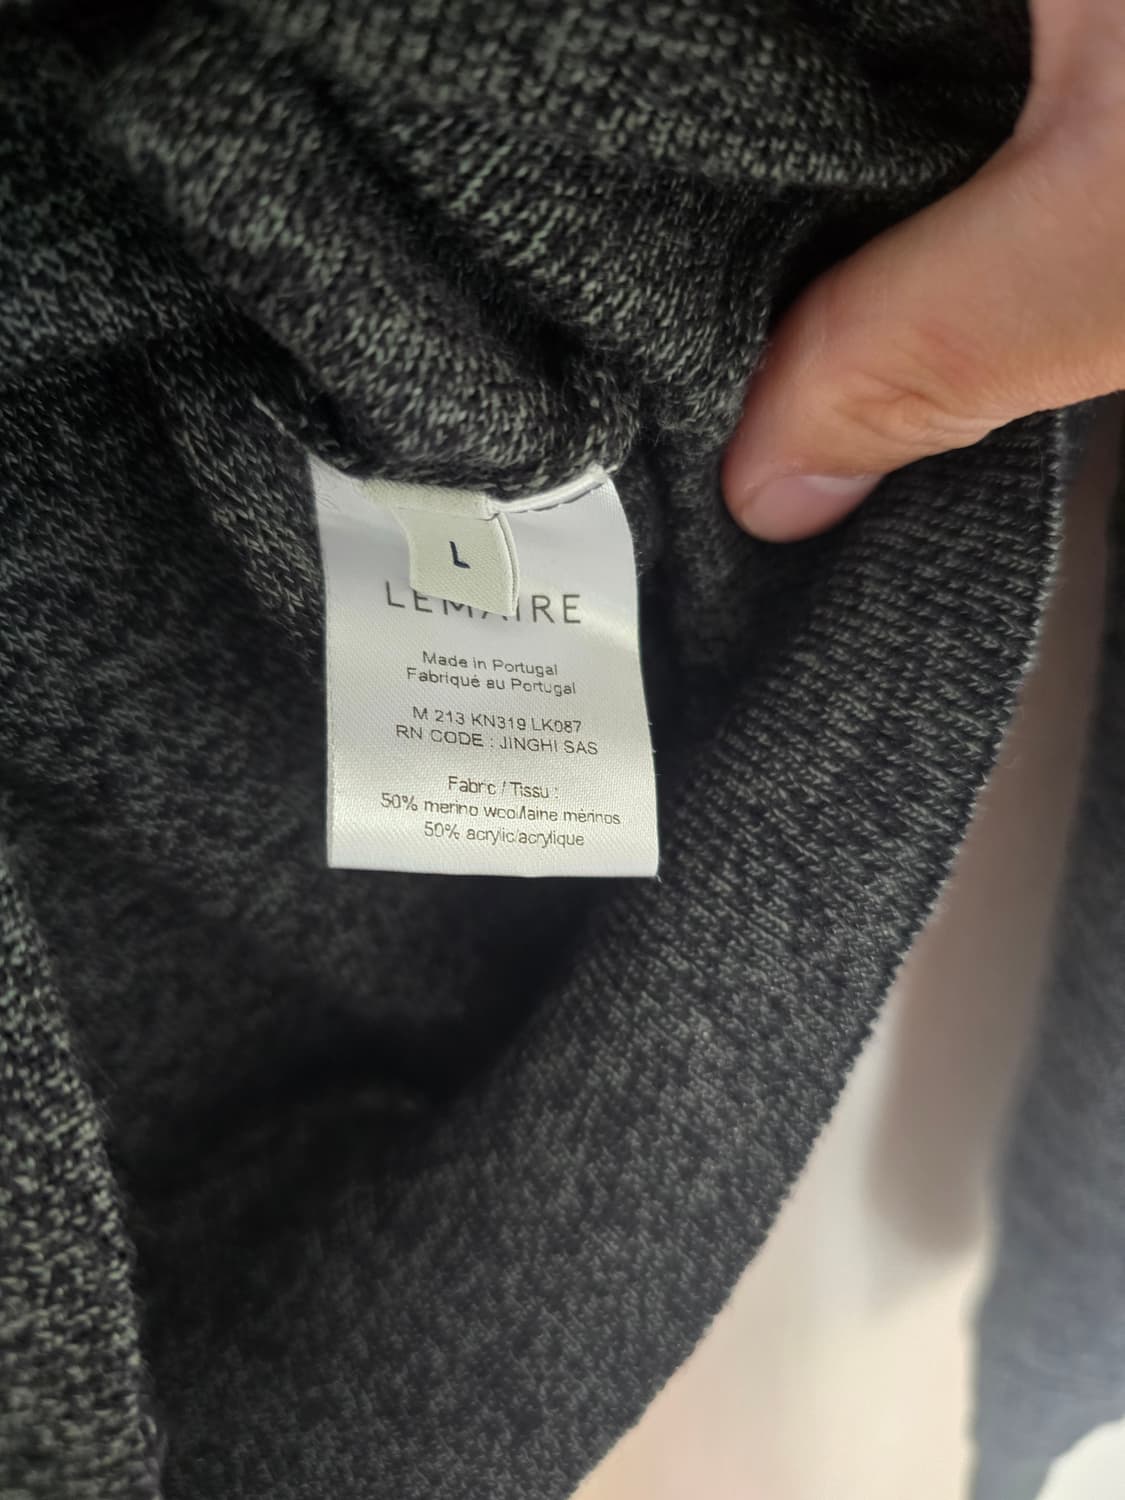 L
LEMAIRE
Made in Portugal
Fabriqué au Portugal
M 213 KN319 LK087
RN CODE : JINGHI SAS
Fabric / Tissu :
50% merino wool/laine mérinos
50% acrylic/acrylique